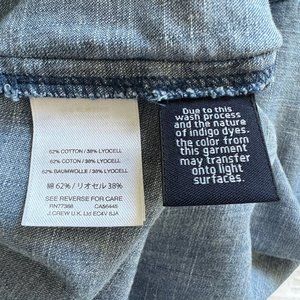 62% COTTON / 38% LYOCELL
62% COTON / 38% LYOCELL
62% BAUMWOLLE / 38% LYOCELL
綿 62% / リオセル 38%
SEE REVERSE FOR CARE
RN77388 CA56445
J.CREW U.K. Ltd EC4V 6JA
Due to this
wash process
and the nature
of indigo dyes.
the color from
this garment
may transfer
onto light
surfaces.